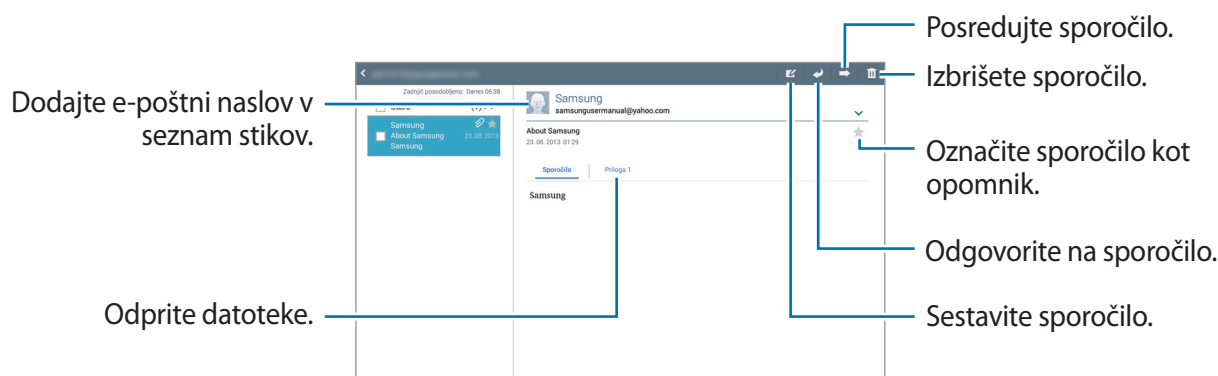 Posredujte sporočilo.
Izbrišete sporočilo.
Dodajte e-poštni naslov v
seznam stikov.
Zadnjič posodobljeno: Danes 06:38
Samsung
samsungusermanual@yahoo.com
Samsung
About Samsung 23. 08. 2013
Samsung
About Samsung
23. 08. 2013 01:29
Označite sporočilo kot
opomnik.
Sporočilo Priloga 1
Samsung
Odgovorite na sporočilo.
Odprite datoteke.
Sestavite sporočilo.